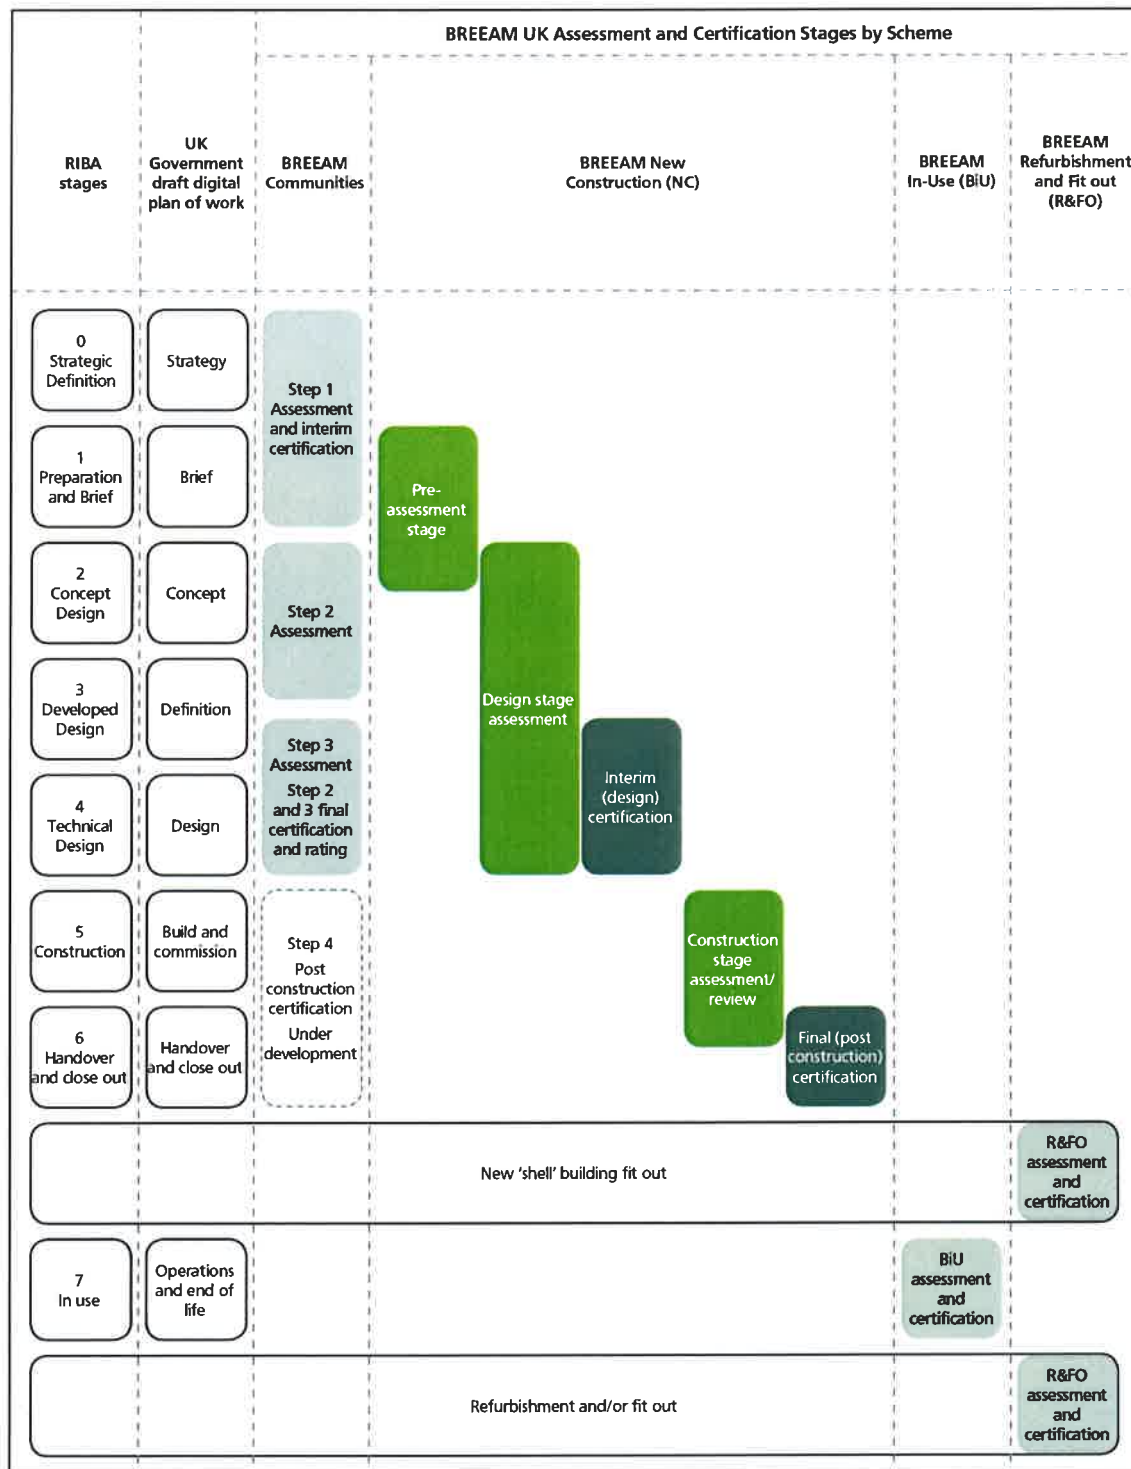 BREEAM UK Assessment and Certification Stages by Scheme
RIBA
stages
UK
Government
draft digital
plan of work
BREEAM
Communities
BREEAM New
Construction (NC)
BREEAM
In-Use (BiU)
BREEAM
Refurbishment
and Fit out
(R&FO)
0
Strategic
Definition
Strategy
Step 1
Assessment
and interim
certification
1
Preparation
and Brief
Brief
Pre-
assessment
stage
2
Concept
Design
Concept
Step 2
Assessment
Design stage
assessment
3
Developed
Design
Definition
Step 3
Assessment
Step 2
and 3 final
certification
and rating
Interim
(design)
certification
4
Technical
Design
Design
5
Construction
Build and
commission
Step 4
Post
construction
certification
Under
development
Construction
stage
assessment/
review
6
Handover
and close out
Handover
and close out
Final (post
construction)
certification
New 'shell' building fit out
R&FO
assessment
and
certification
7
In use
Operations
and end of
life
BiU
assessment
and
certification
Refurbishment and/or fit out
R&FO
assessment
and
certification